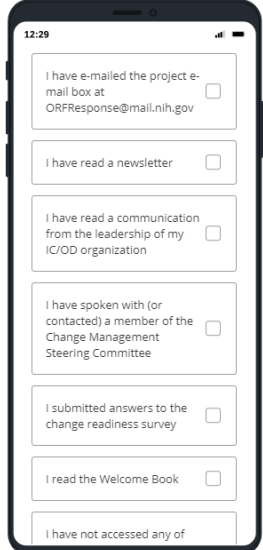 12:29
I have e-mailed the project e-
mail box at
ORFResponse@mail.nih.gov
I have read a newsletter
I have read a communication
from the leadership of my
IC/OD organization
I have spoken with (or
contacted) a member of the
Change Management
Steering Committee
I submitted answers to the
change readiness survey
I read the Welcome Book
I have not accessed any of